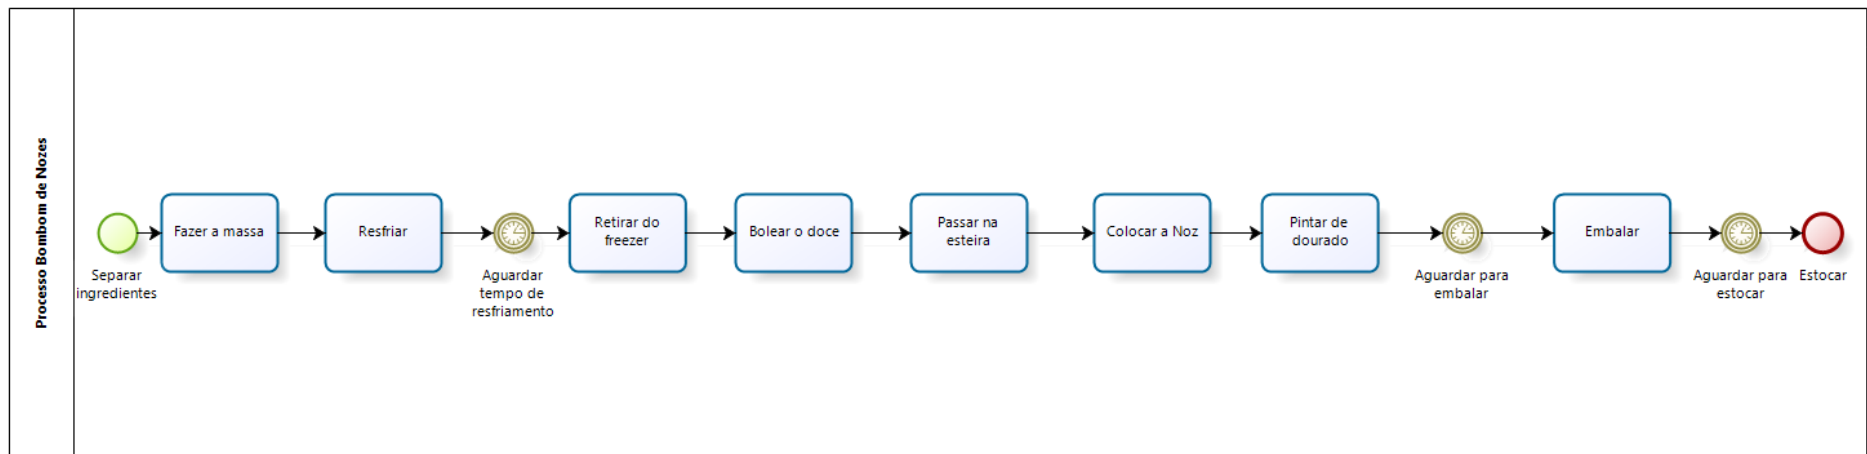 Processo Bombom de Nozes
Separar
ingredientes
Fazer a massa
Resfriar
Aguardar
tempo de
resfriamento
Retirar do
freezer
Bolear o doce
Passar na
esteira
Colocar a Noz
Pintar de
dourado
Aguardar para
embalar
Embalar
Aguardar para
estocar
Estocar